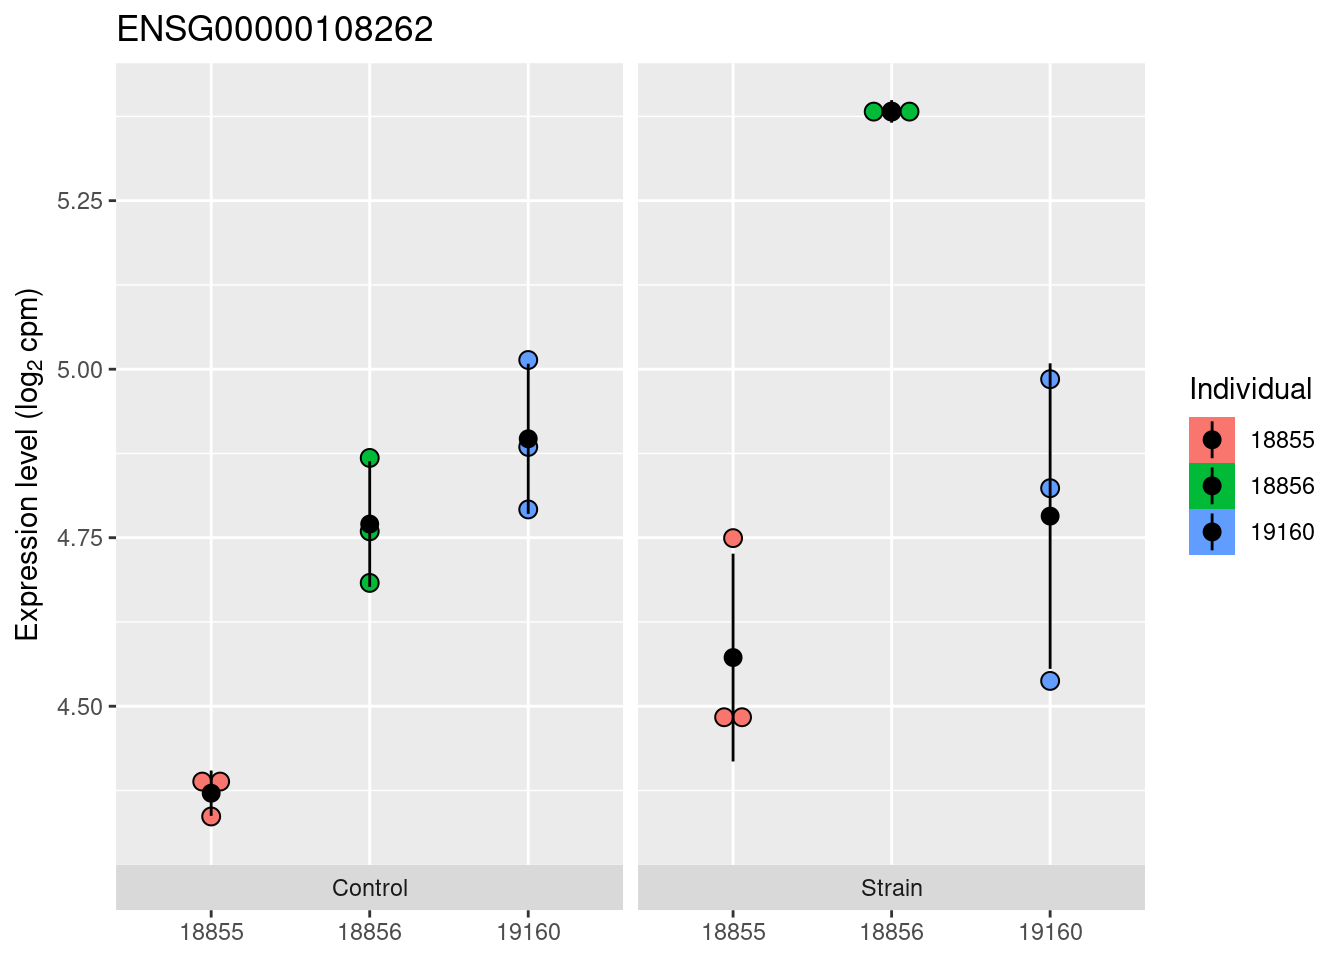 ENSG00000108262
Expression level (log₂ cpm)
5.25
5.00
4.75
4.50
Control
Strain
18855
18856
19160
18855
18856
19160
Individual
18855
18856
19160